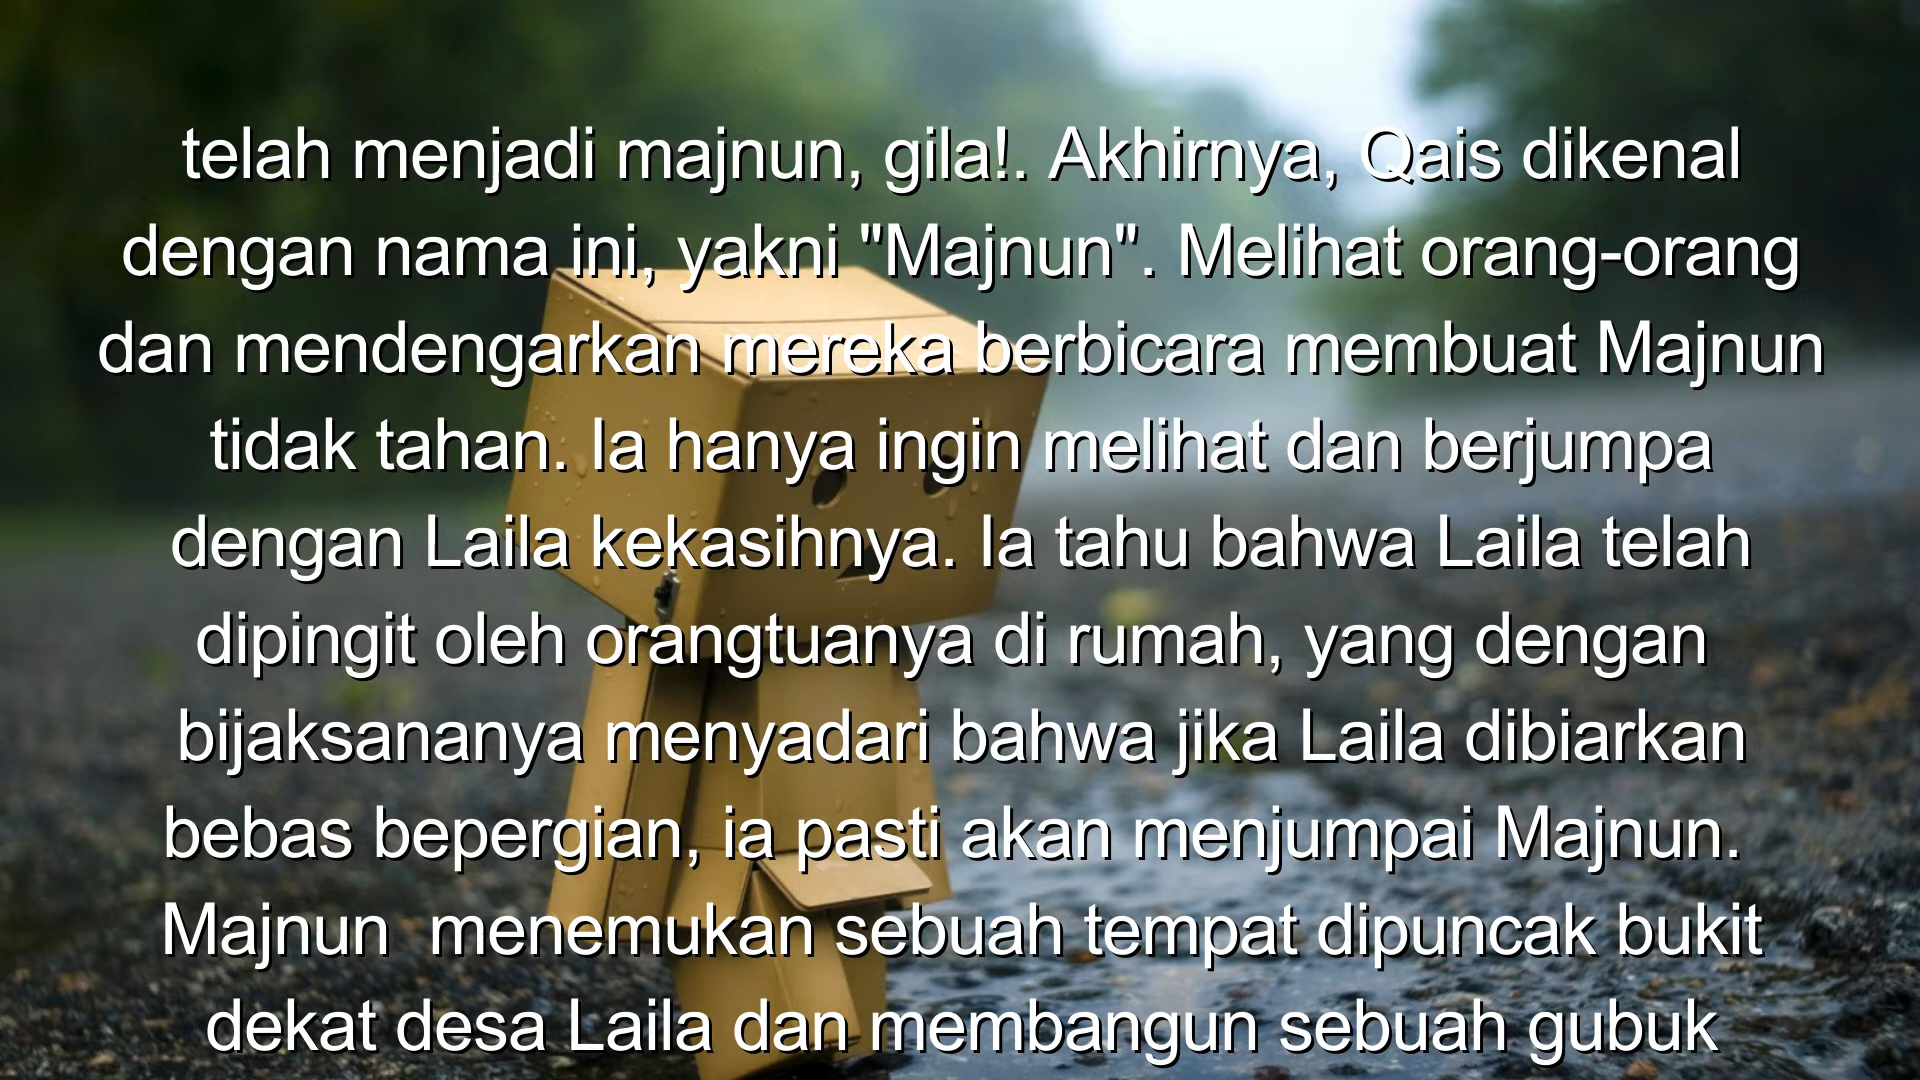 telah menjadi majnun, gila!. Akhirnya, Qais dikenal
dengan nama ini, yakni "Majnun". Melihat orang-orang
dan mendengarkan mereka berbicara membuat Majnun
tidak tahan. Ia hanya ingin melihat dan berjumpa
dengan Laila kekasihnya. Ia tahu bahwa Laila telah
dipingit oleh orangtuanya di rumah, yang dengan
bijaksananya menyadari bahwa jika Laila dibiarkan
bebas bepergian, ia pasti akan menjumpai Majnun.
Majnun  menemukan sebuah tempat dipuncak bukit
dekat desa Laila dan membangun sebuah gubuk